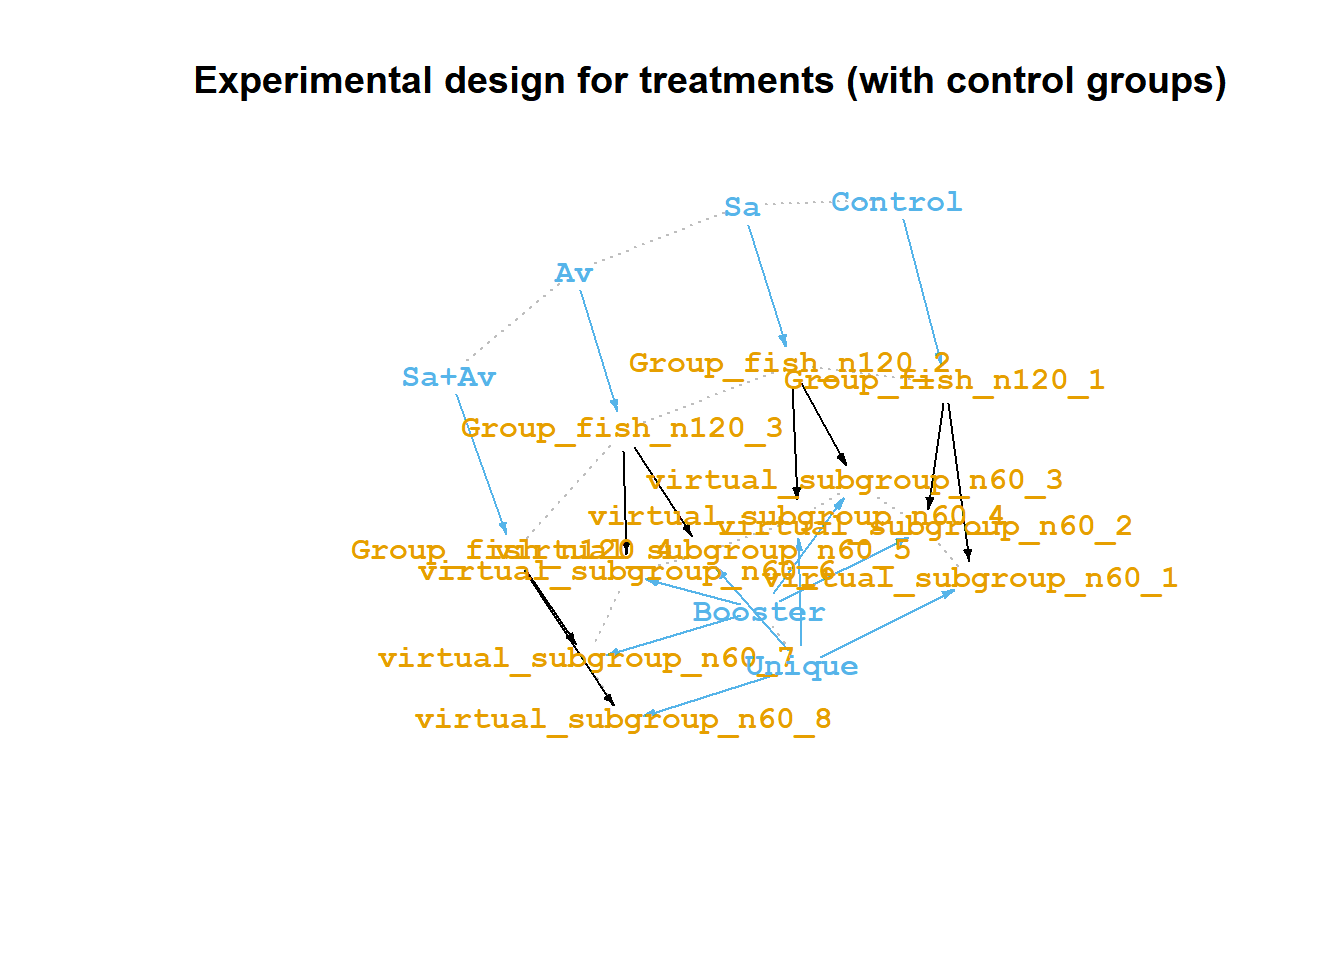 Experimental design for treatments (with control groups)
Sa
Control
Av
Sa+Av
Group_fish_n120_2
Group_fish_n120_1
Group_fish_n120_3
virtual_subgroup_n60_3
virtual_subgroup_n60_4
virtual_subgroup_n60_2
Group_fish_n120_4
virtual_subgroup_n60_5
virtual_subgroup_n60_6
virtual_subgroup_n60_1
Booster
virtual_subgroup_n60_7
Unique
virtual_subgroup_n60_8